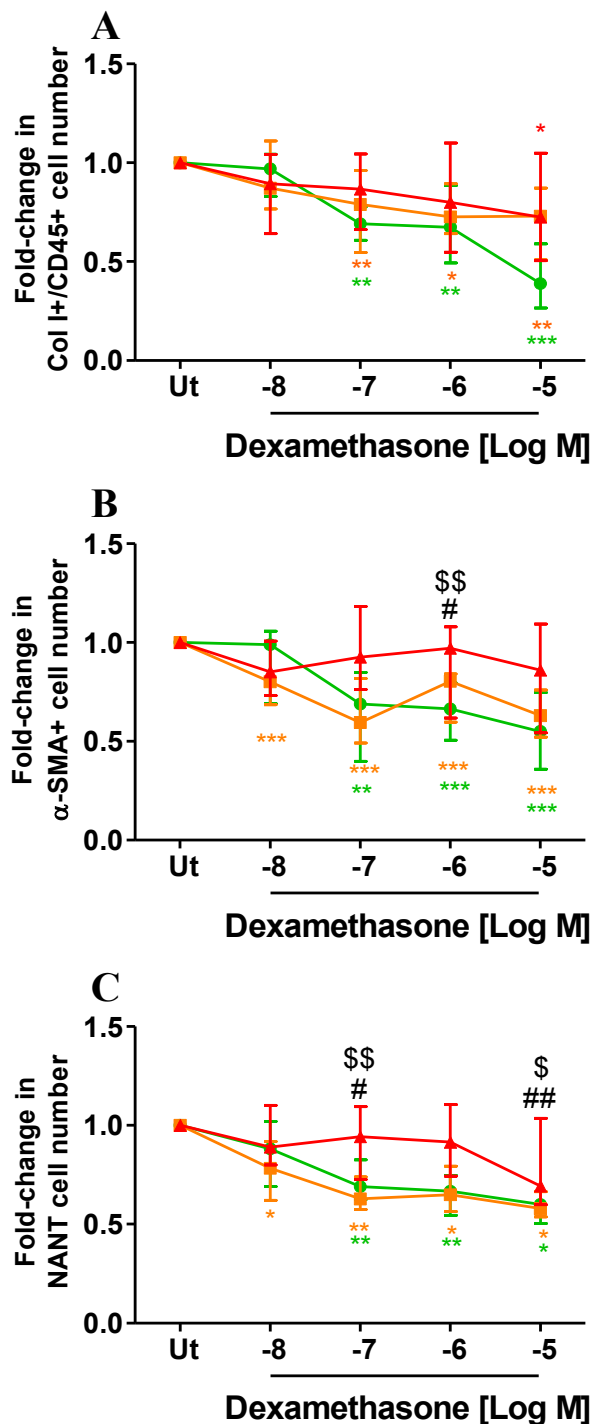 A
Fold-change in
Col I+/CD45+ cell number
1.5
1.0
0.5
0.0
*
** * **
** ** ***
Ut -8 -7 -6 -5
Dexamethasone [Log M]
B
Fold-change in
α-SMA+ cell number
1.5
1.0
0.5
0.0
$$
#
*** *** *** ***
** *** ***
Ut -8 -7 -6 -5
Dexamethasone [Log M]
C
Fold-change in
NANT cell number
1.5
1.0
0.5
0.0
$$ $
# ##
* ** * *
** ** *
Ut -8 -7 -6 -5
Dexamethasone [Log M]